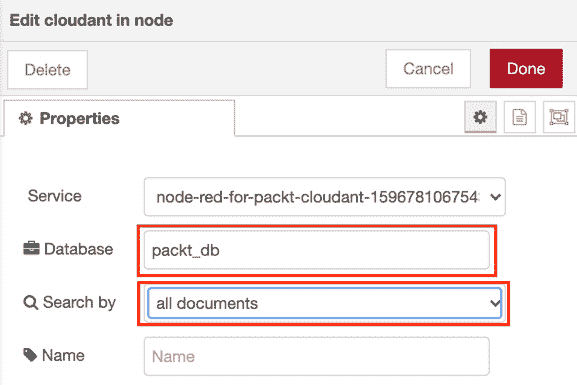 Edit cloudant in node
Delete Cancel Done
Properties
Service node-red-for-packt-cloudant-159678106754
Database packt_db
Search by all documents
Name Name